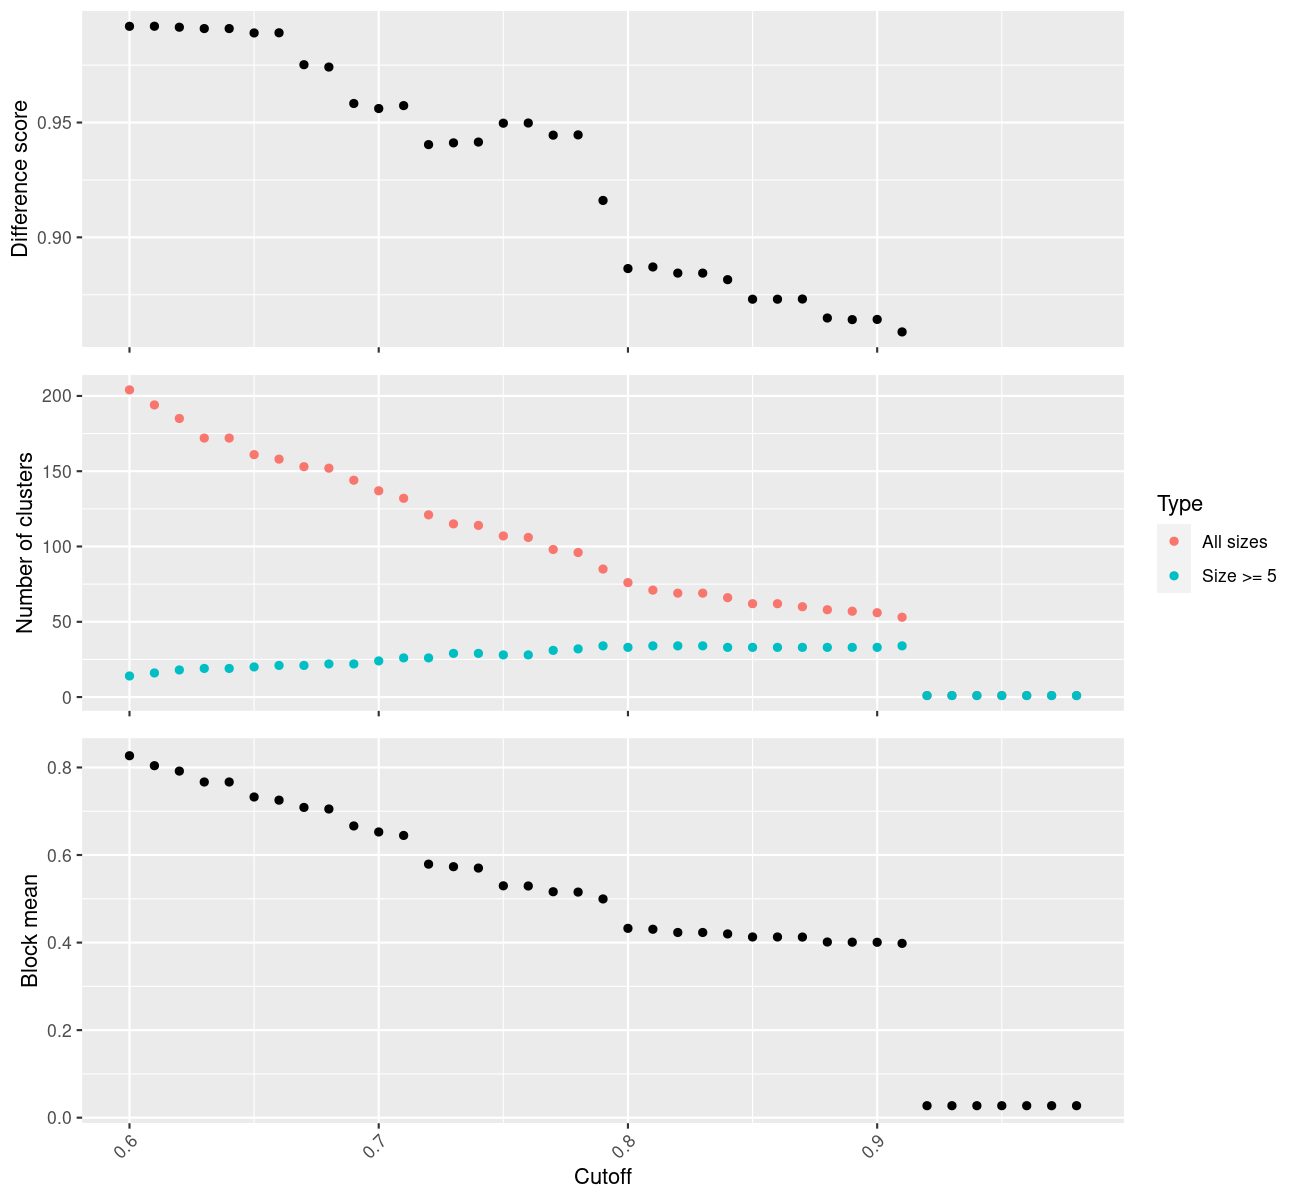 Difference score
0.95
0.90
Number of clusters
200
150
100
50
0
Type
All sizes
Size >= 5
Block mean
0.8
0.6
0.4
0.2
0.0
0.6 0.7 0.8 0.9
Cutoff